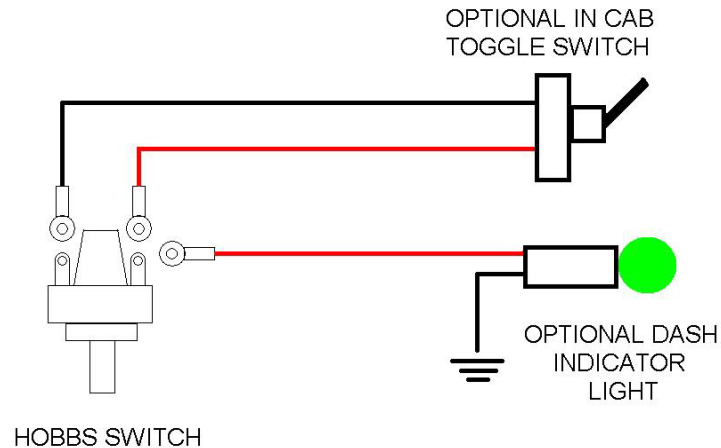 OPTIONAL IN CAB
TOGGLE SWITCH
OPTIONAL DASH
INDICATOR
LIGHT
HOBBS SWITCH